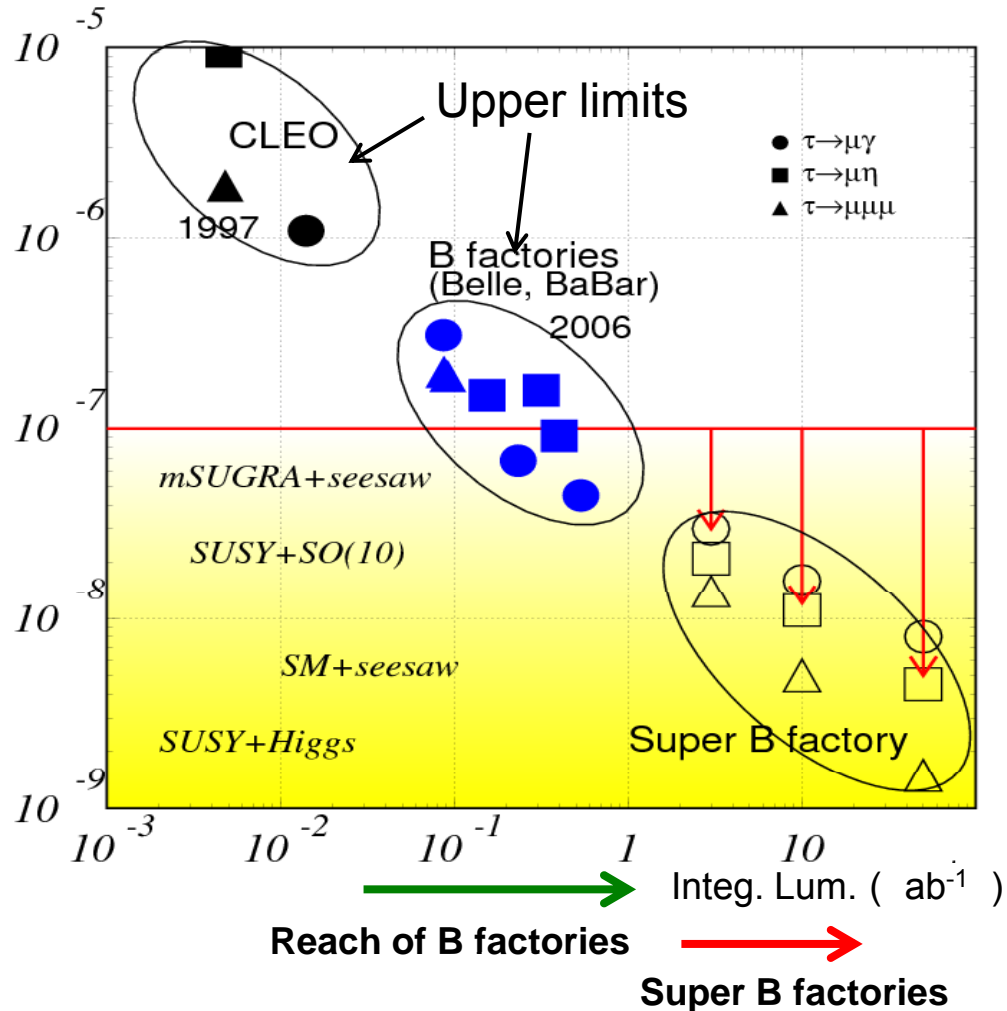 10 -5
Upper limits
CLEO
τ→μγ
τ→μη
τ→μμμ
1997
10 -6
B factories
(Belle, BaBar)
2006
10 -7
mSUGRA+seesaw
SUSY+SO(10)
10 -8
SM+seesaw
SUSY+Higgs
Super B factory
10 -9
10 -3 10 -2 10 -1 1 10
Integ. Lum. ( ab-1 )
Reach of B factories
Super B factories